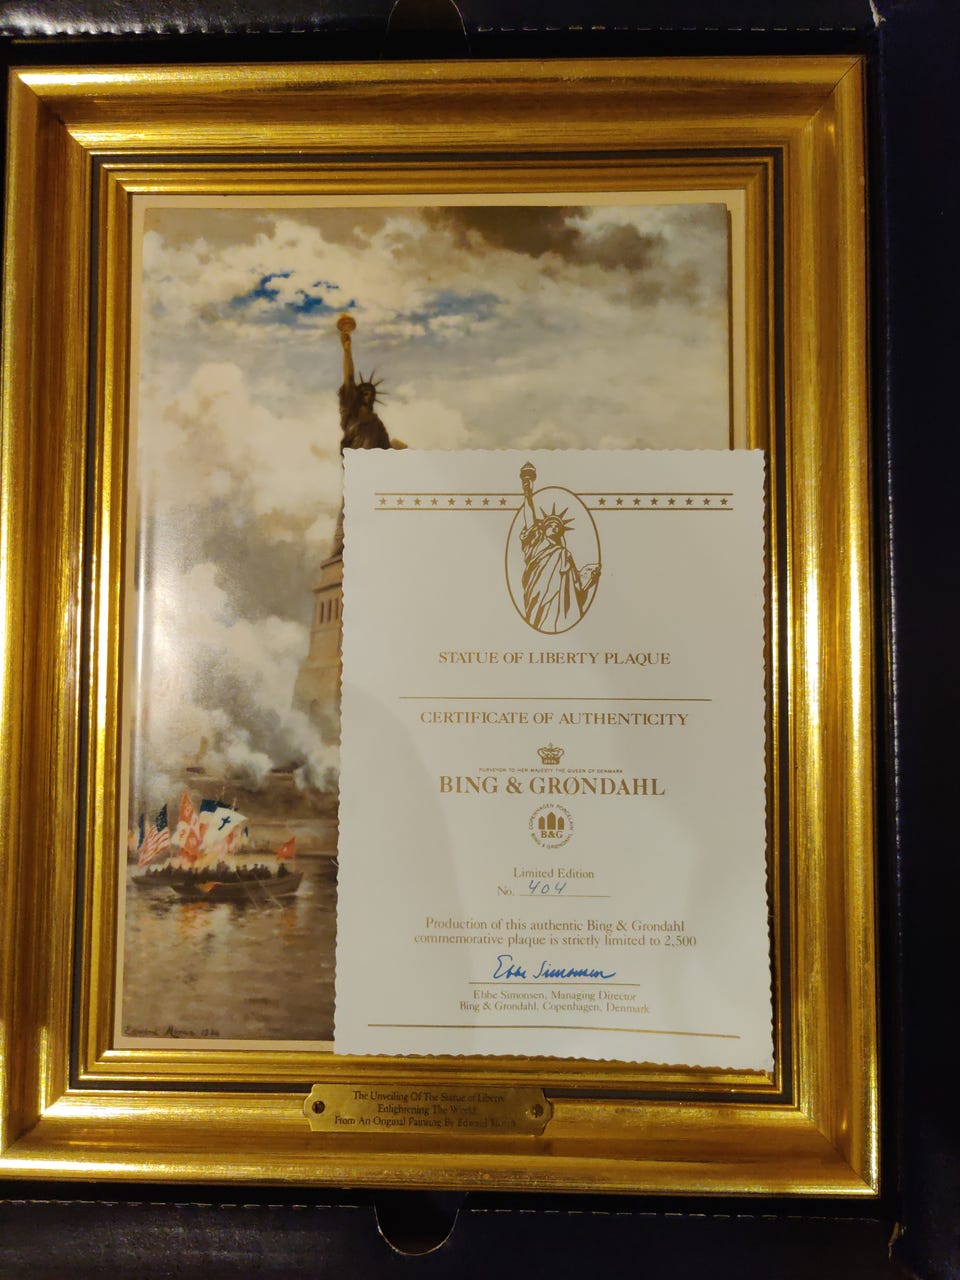 STATUE OF LIBERTY PLAQUE
CERTIFICATE OF AUTHENTICITY
PURVEYOR TO HER MAJESTY THE QUEEN OF DENMARK
BING & GRØNDAHL
COPENHAGEN PORCELAIN
B&G
BING & GRØNDAHL
Limited Edition
No. 404
Production of this authentic Bing & Grondahl
commemorative plaque is strictly limited to 2,500
Ebbe Simonsen
Ebbe Simonsen, Managing Director
Bing & Grondahl, Copenhagen, Denmark
Edward Moran
The Unveiling Of The Statue of Liberty
Enlightening The World
From An Original Painting By Edward Moran